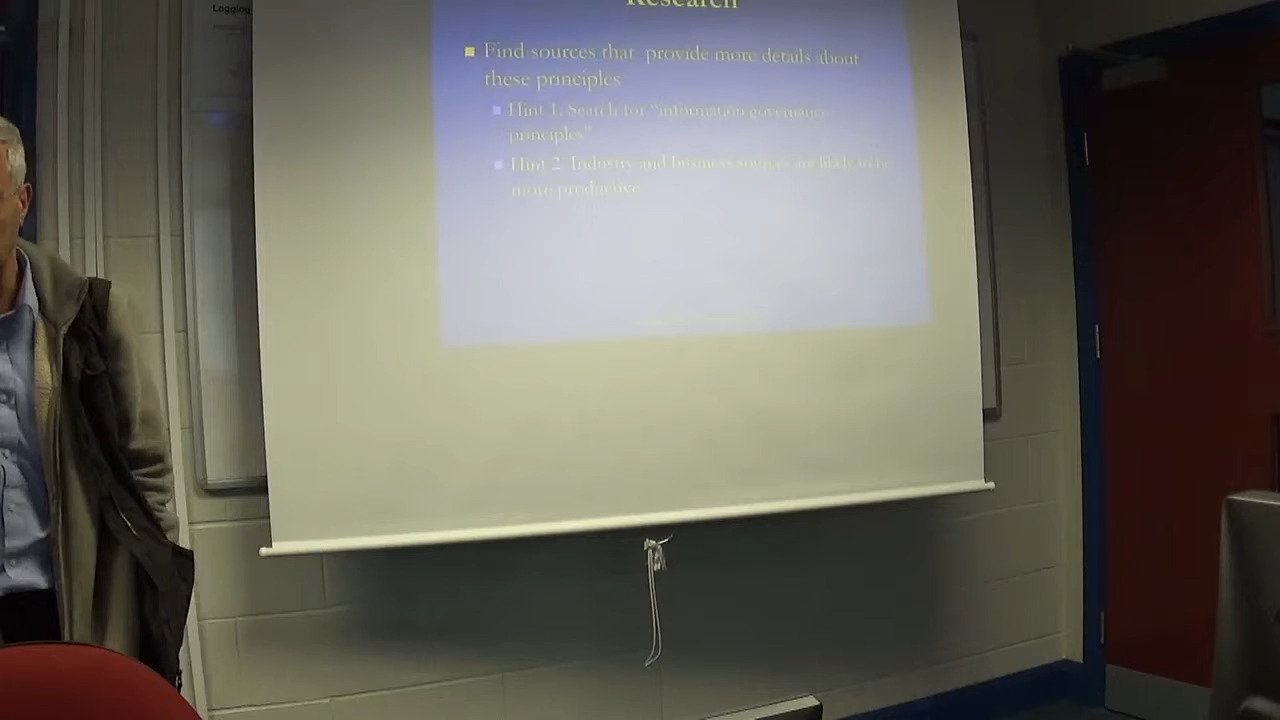 Logging
Research
Find sources that provide more details about
these principles
Hint 1: Search for "information governance
principles"
Hint 2: Industry and business sources are likely to be
more productive